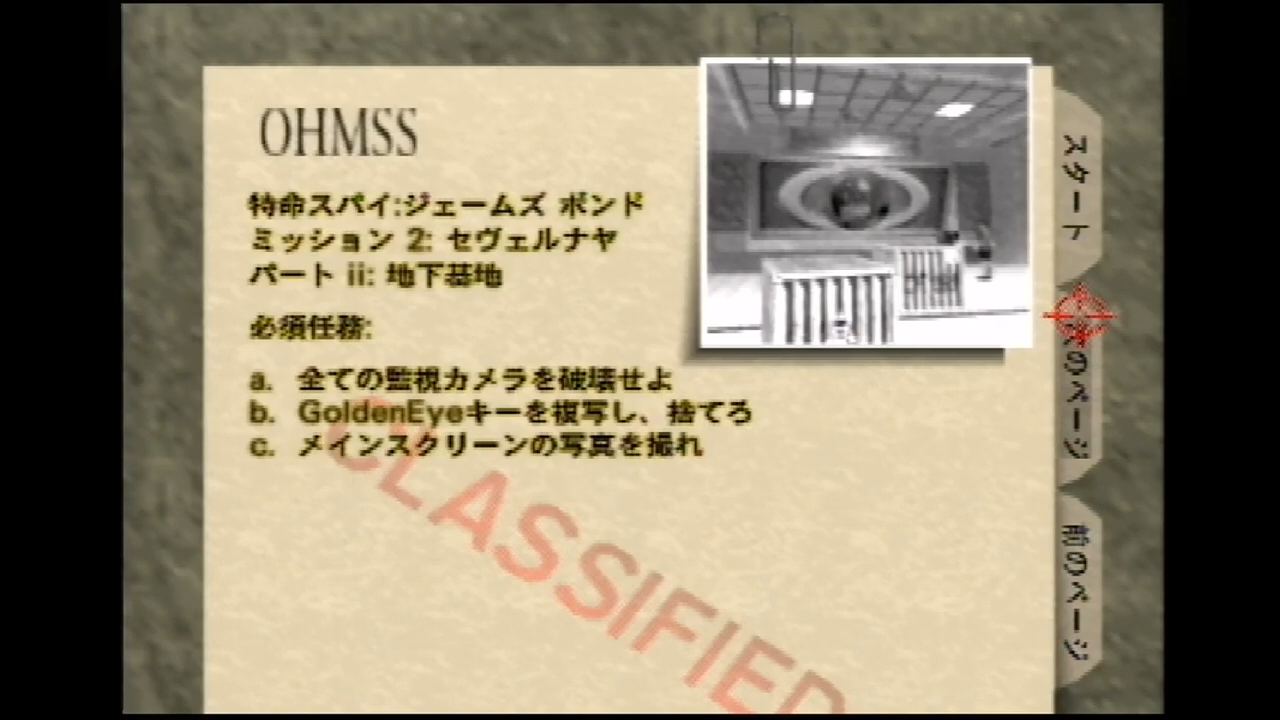 OHMSS
特命スパイ:ジェームズ ボンド
ミッション 2: セヴェルナヤ
パート ii: 地下基地
必須任務:
a. 全ての監視カメラを破壊せよ
b. GoldenEyeキーを複写し、捨てろ
c. メインスクリーンの写真を撮れ
CLASSIFIED
スタート
次のページ
前のページ